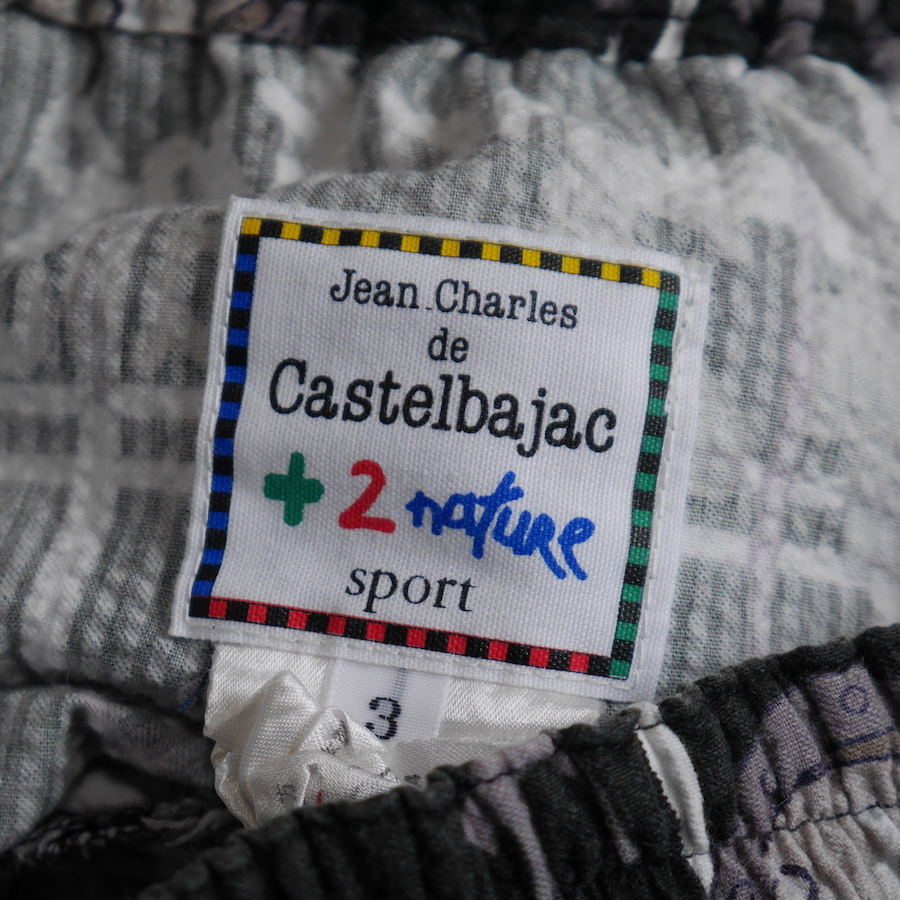 Jean Charles
de
Castelbajac
+2 nature
sport
3